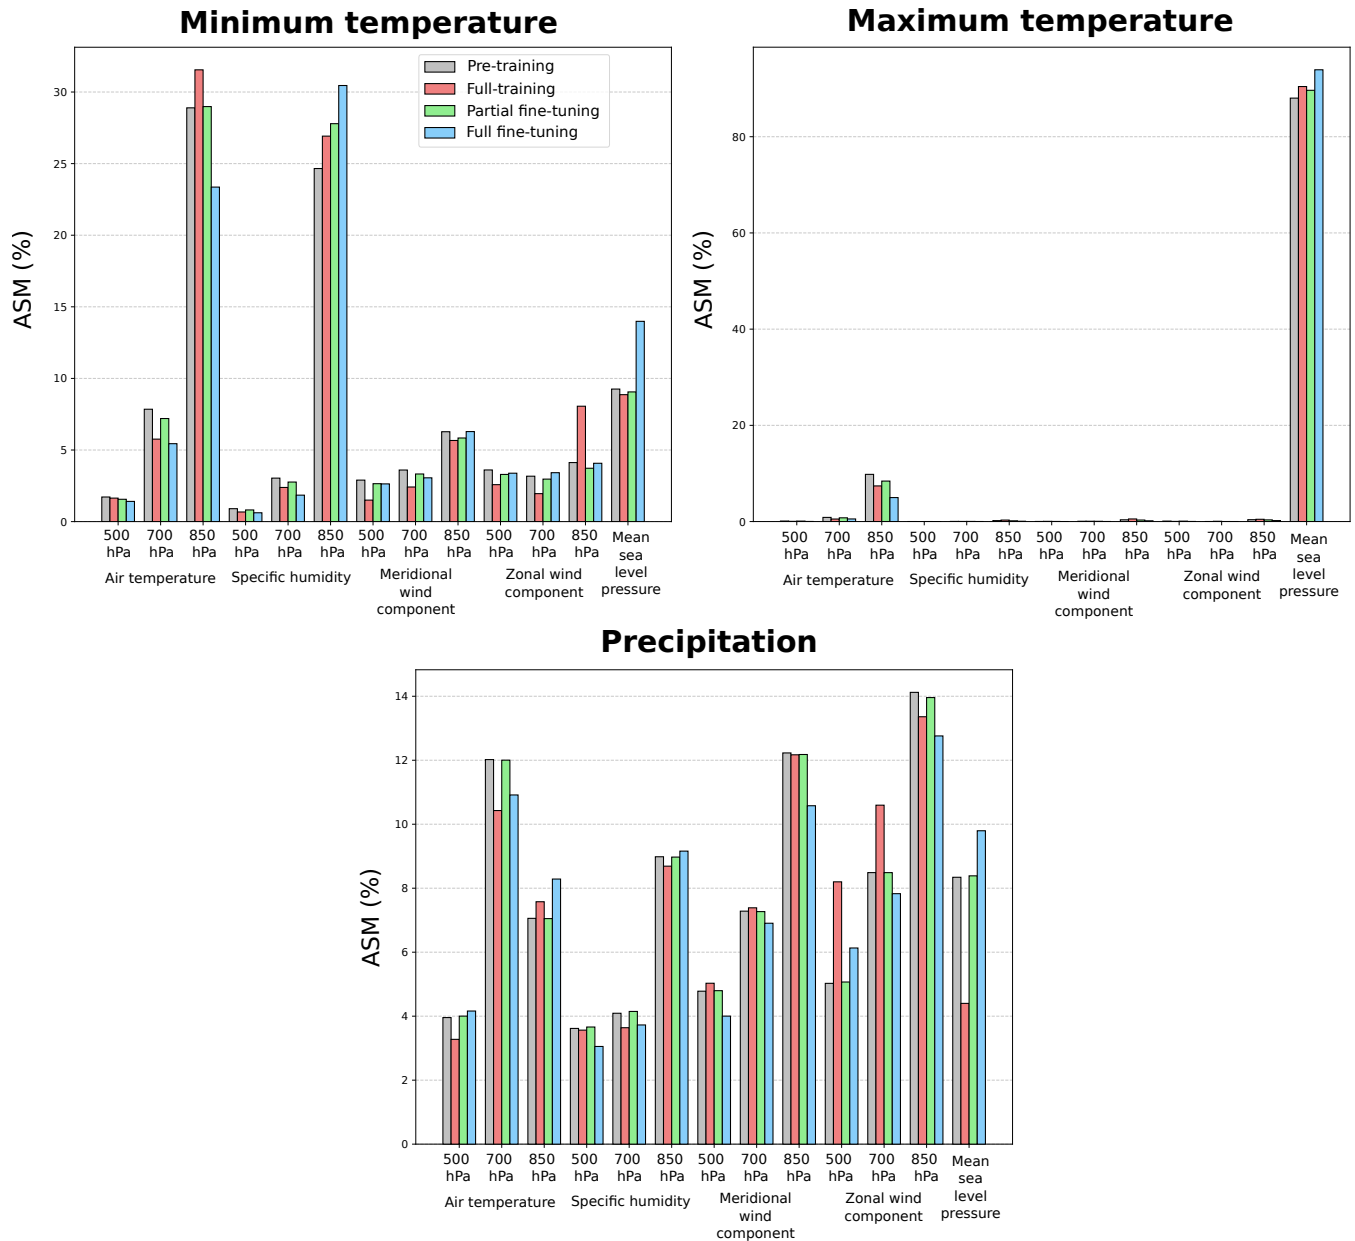 Minimum temperature
ASM (%)
30
25
20
15
10
5
0
Pre-training
Full-training
Partial fine-tuning
Full fine-tuning
500 700 850 500 700 850 500 700 850 500 700 850 Mean
hPa hPa hPa hPa hPa hPa hPa hPa hPa hPa hPa hPa sea
level
pressure
Air temperature
Specific humidity
Meridional
wind
component
Zonal wind
component
Maximum temperature
ASM (%)
80
60
40
20
0
500 700 850 500 700 850 500 700 850 500 700 850 Mean
hPa hPa hPa hPa hPa hPa hPa hPa hPa hPa hPa hPa sea
level
pressure
Air temperature
Specific humidity
Meridional
wind
component
Zonal wind
component
Precipitation
ASM (%)
14
12
10
8
6
4
2
0
500 700 850 500 700 850 500 700 850 500 700 850 Mean
hPa hPa hPa hPa hPa hPa hPa hPa hPa hPa hPa hPa sea
level
pressure
Air temperature
Specific humidity
Meridional
wind
component
Zonal wind
component